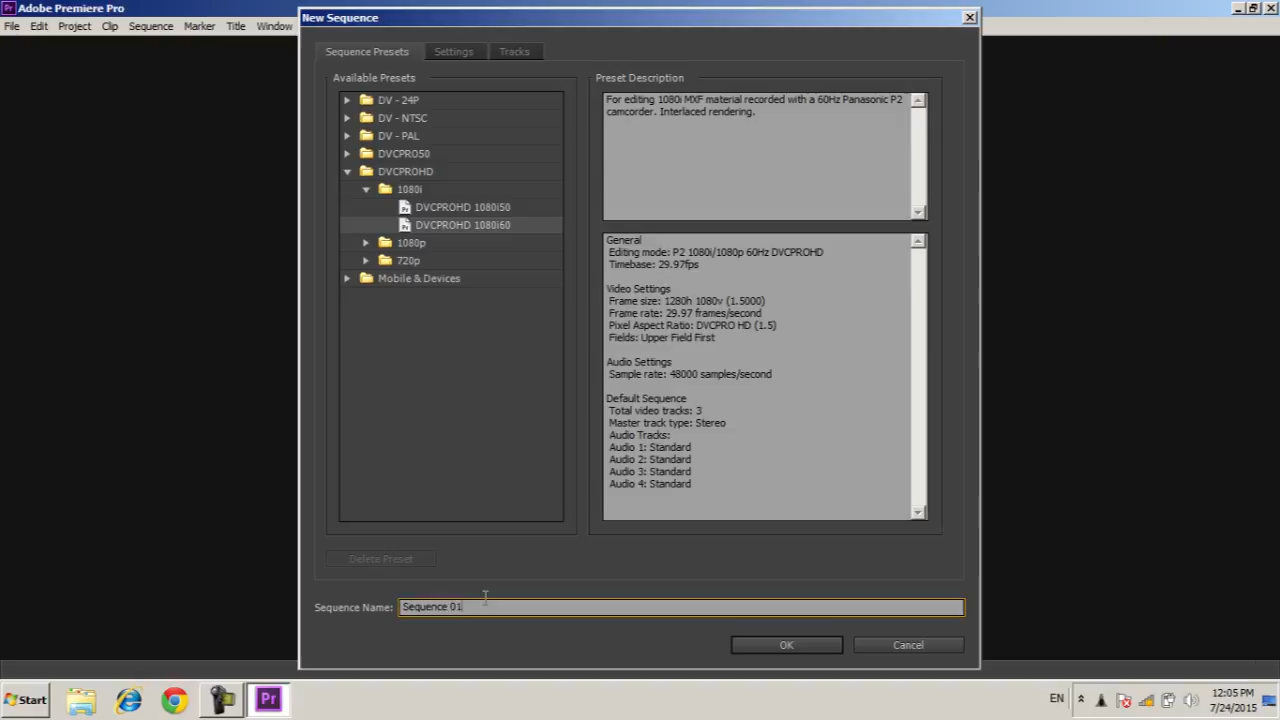 Pr Adobe Premiere Pro
File Edit Project Clip Sequence Marker Title Window
New Sequence
Sequence Presets Settings Tracks
Available Presets
DV - 24P
DV - NTSC
DV - PAL
DVCPRO50
DVCPROHD
1080i
DVCPROHD 1080i50
DVCPROHD 1080i60
1080p
720p
Mobile & Devices
Delete Preset
Preset Description
For editing 1080i MXF material recorded with a 60Hz Panasonic P2
camcorder. Interlaced rendering.
General
Editing mode: P2 1080i/1080p 60Hz DVCPROHD
Timebase: 29.97fps
Video Settings
Frame size: 1280h 1080v (1.5000)
Frame rate: 29.97 frames/second
Pixel Aspect Ratio: DVCPRO HD (1.5)
Fields: Upper Field First
Audio Settings
Sample rate: 48000 samples/second
Default Sequence
Total video tracks: 3
Master track type: Stereo
Audio Tracks:
Audio 1: Standard
Audio 2: Standard
Audio 3: Standard
Audio 4: Standard
Sequence Name: Sequence 01
OK Cancel
Start
Pr
EN
12:05 PM
7/24/2015